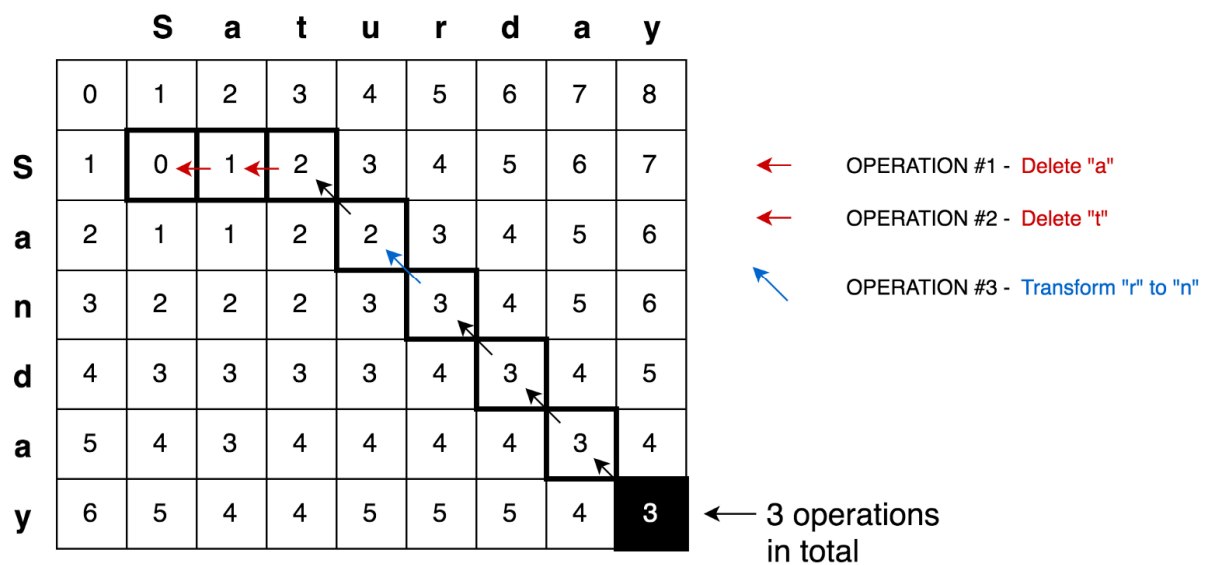 S a t u r d a y
0 1 2 3 4 5 6 7 8
S 1 0 1 2 3 4 5 6 7
a 2 1 1 2 2 3 4 5 6
n 3 2 2 2 3 3 4 5 6
d 4 3 3 3 3 4 3 4 5
a 5 4 3 4 4 4 4 3 4
y 6 5 4 4 5 5 5 4 3
OPERATION #1 - Delete "a"
OPERATION #2 - Delete "t"
OPERATION #3 - Transform "r" to "n"
3 operations
in total